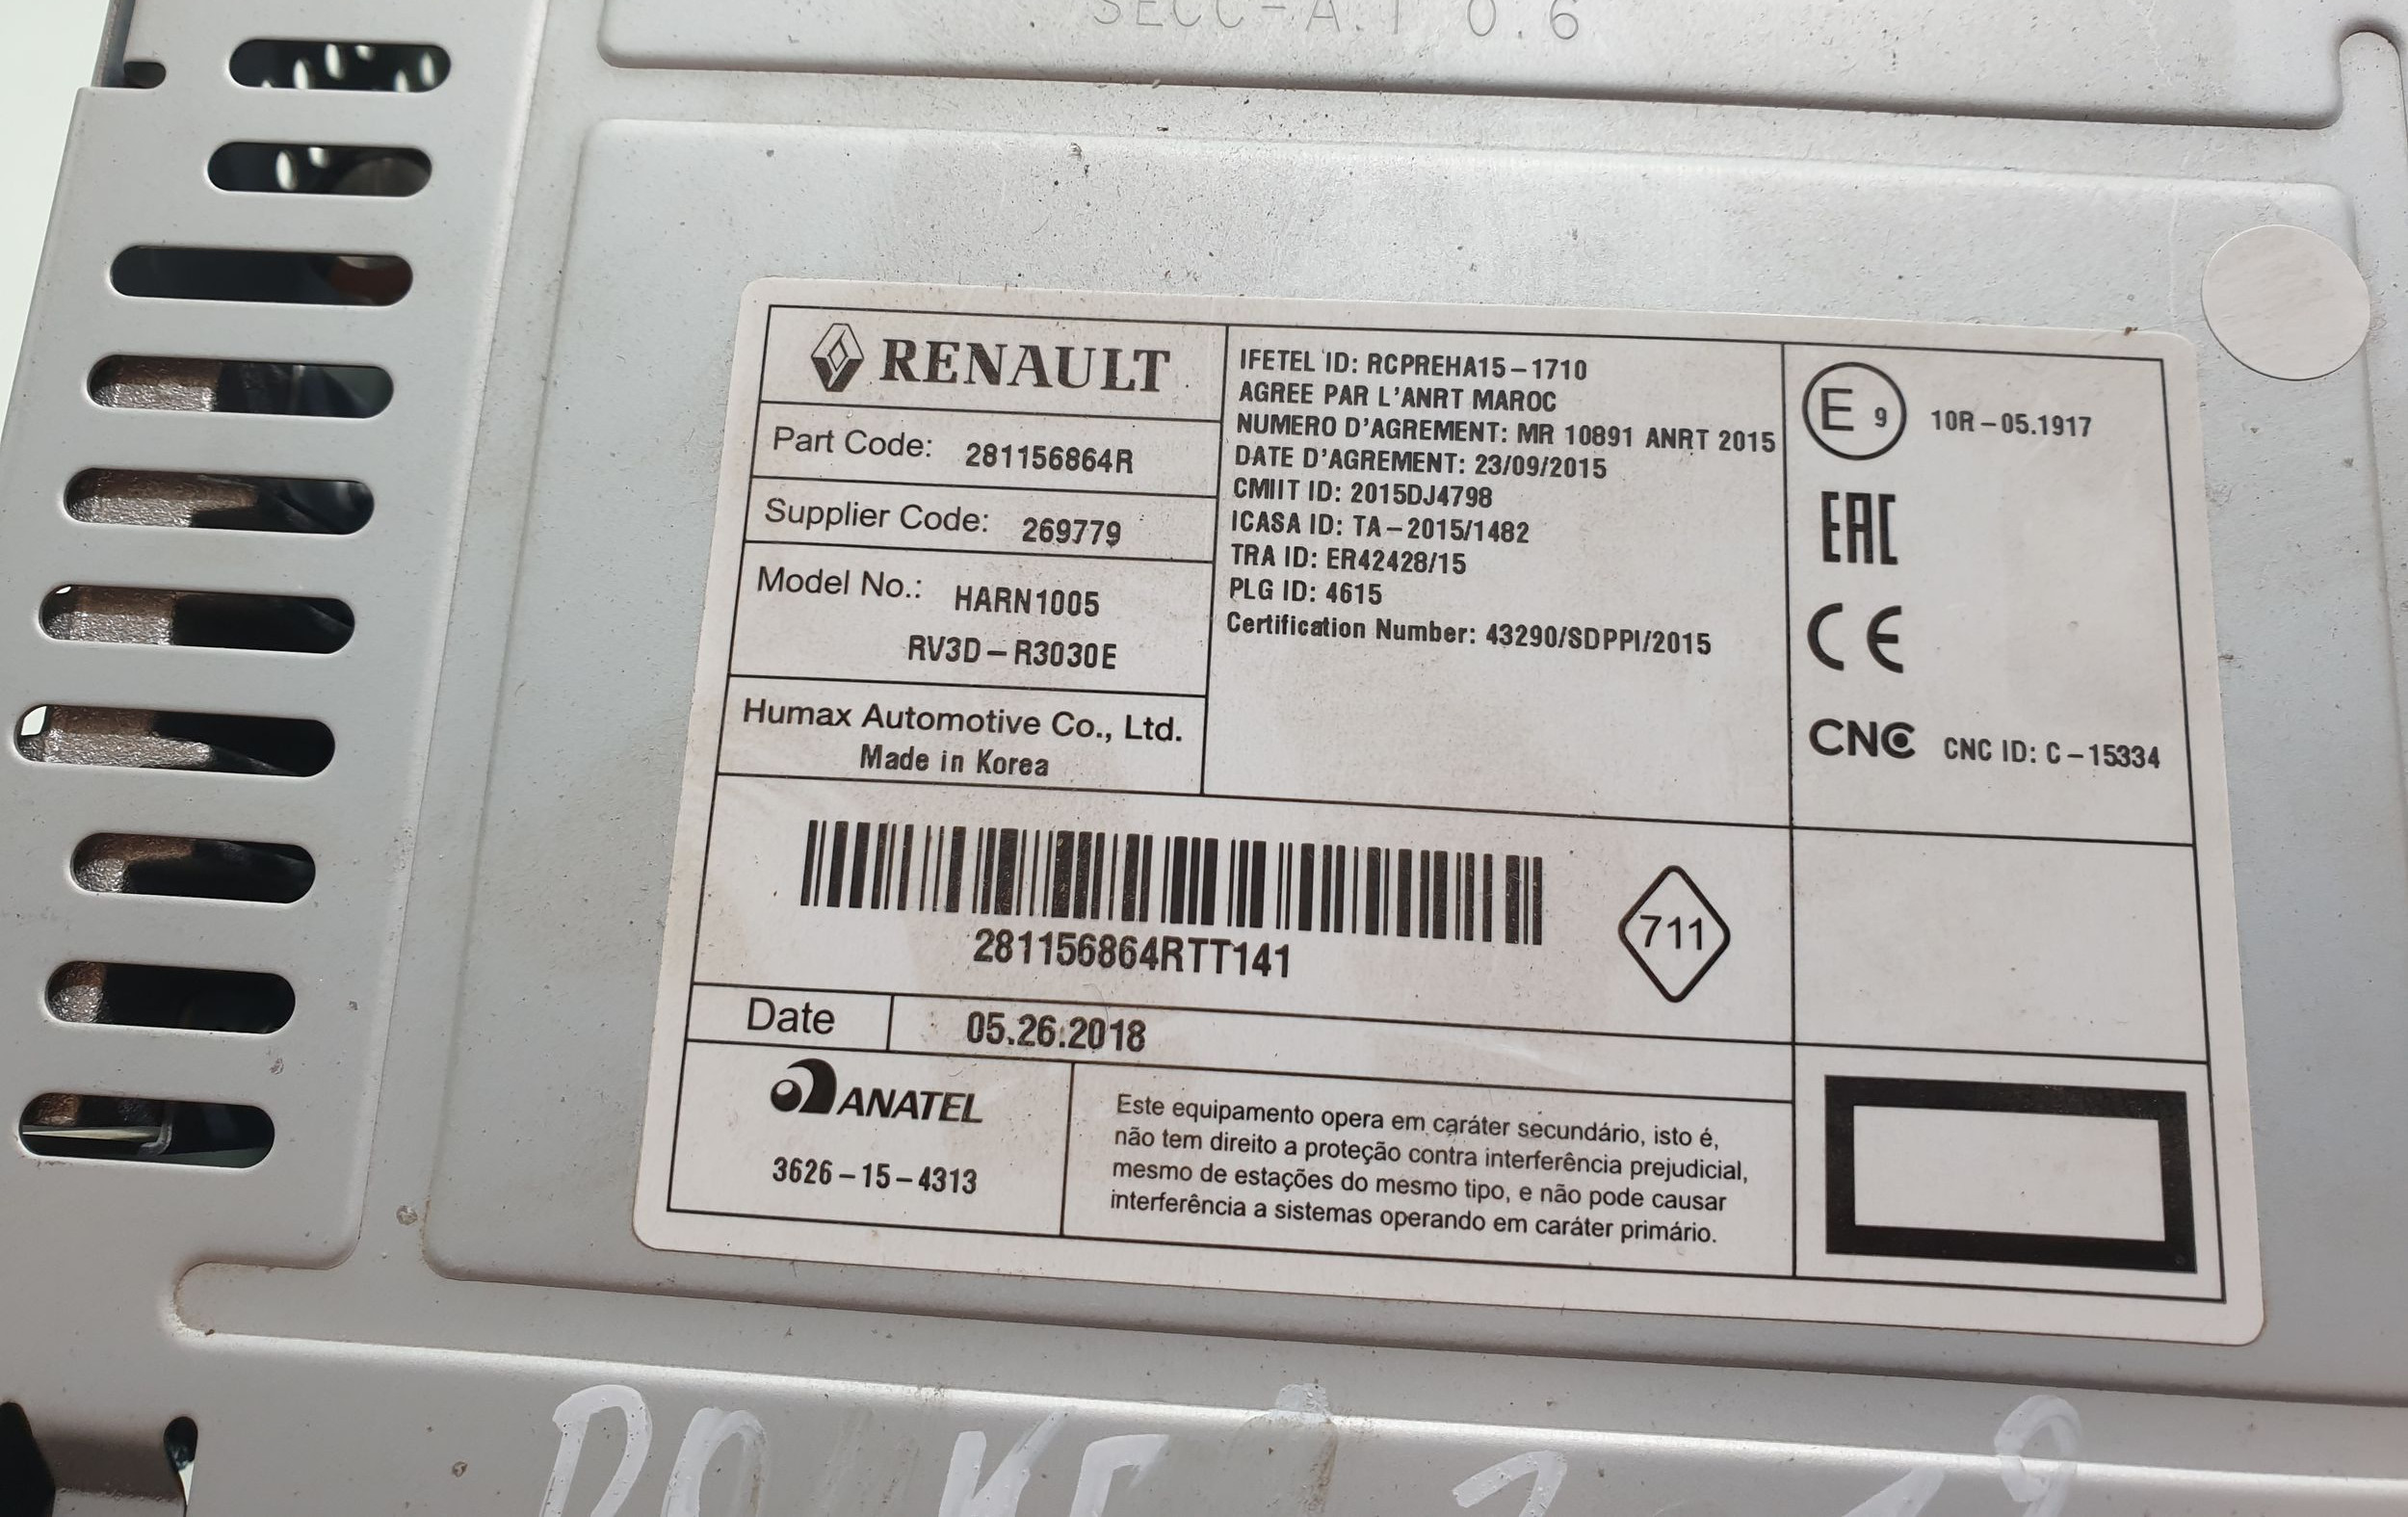 SECC-A.T 0.6
RENAULT
Part Code: 281156864R
Supplier Code: 269779
Model No.: HARN1005
RV3D-R3030E
Humax Automotive Co., Ltd.
Made in Korea
IFETEL ID: RCPREHA15-1710
AGREE PAR L'ANRT MAROC
NUMERO D'AGREMENT: MR 10891 ANRT 2015
DATE D'AGREMENT: 23/09/2015
CMIIT ID: 2015DJ4798
ICASA ID: TA-2015/1482
TRA ID: ER42428/15
PLG ID: 4615
Certification Number: 43290/SDPPI/2015
E9 10R-05.1917
EAC
CE
CNC CNC ID: C-15334
281156864RTT141
711
Date 05.26.2018
ANATEL
3626-15-4313
Este equipamento opera em caráter secundário, isto é,
não tem direito a proteção contra interferência prejudicial,
mesmo de estações do mesmo tipo, e não pode causar
interferência a sistemas operando em caráter primário.